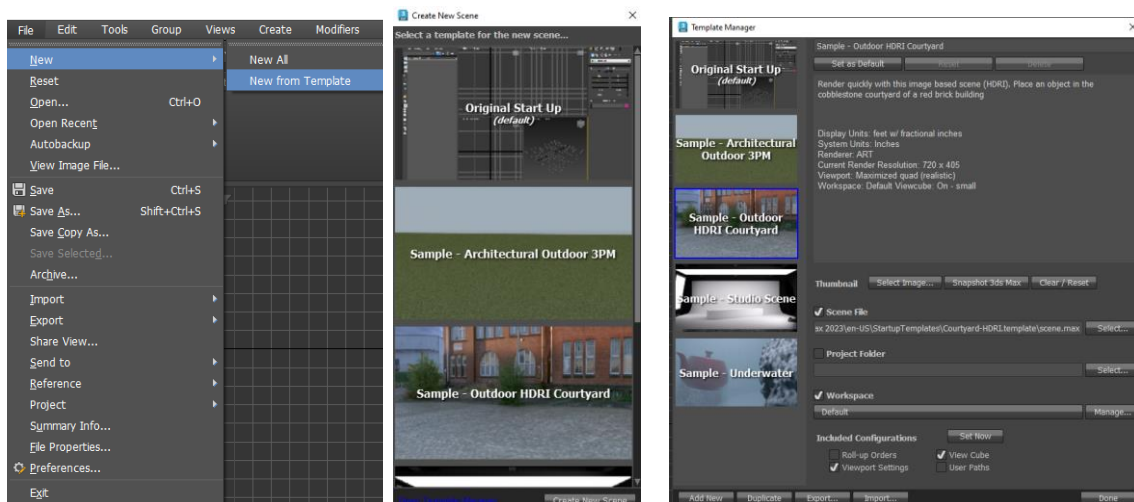 File Edit Tools Group Views Create Modifiers
New
New All
New from Template
Reset
Open... Ctrl+O
Open Recent
Autobackup
View Image File...
Save Ctrl+S
Save As... Shift+Ctrl+S
Save Copy As...
Save Selected...
Archive...
Import
Export
Share View...
Send to
Reference
Project
Summary Info...
File Properties...
Preferences...
Exit
Create New Scene
Select a template for the new scene...
Original Start Up
(default)
Sample - Architectural Outdoor 3PM
Sample - Outdoor HDRI Courtyard
Create New Scene
Template Manager
Original Start Up
(default)
Sample - Architectural
Outdoor 3PM
Sample - Outdoor
HDRI Courtyard
Sample - Studio Scene
Sample - Underwater
Sample - Outdoor HDRI Courtyard
Set as Default Reset Delete
Render quickly with this image based scene (HDRI), Place an object in the
cobblestone courtyard of a red brick building
Display Units: feet w/ fractional inches
System Units: Inches
Renderer: ART
Current Render Resolution: 720 x 405
Viewport: Maximized quad (realistic)
Workspace: Default Viewcube: On - small
Thumbnail Select Image... Snapshot 3ds Max Clear / Reset
Scene File
sx 2023\en-US\StartupTemplates\Courtyard-HDRI.template\scene.max Select...
Project Folder
Select...
Workspace
Default Manage...
Included Configurations Set Now
Roll-up Orders View Cube
Viewport Settings User Paths
Add New Duplicate Export... Import... Done